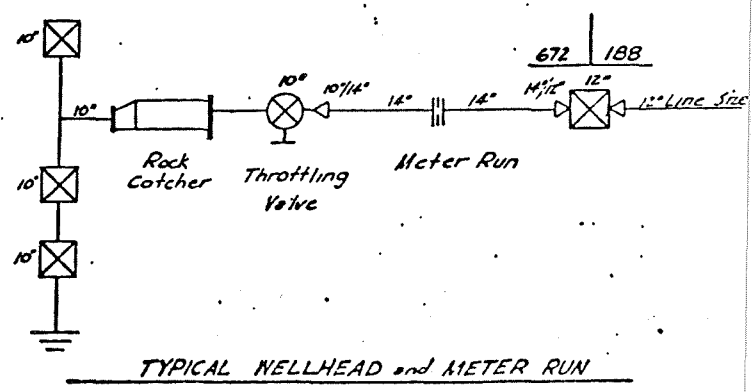 10"
672 | 188
10"
10"
10"/14"
14"
14"
14"/12"
12"
12" Line Size
Rock
Catcher
Throttling
Valve
Meter Run
10"
10"
TYPICAL WELLHEAD and METER RUN